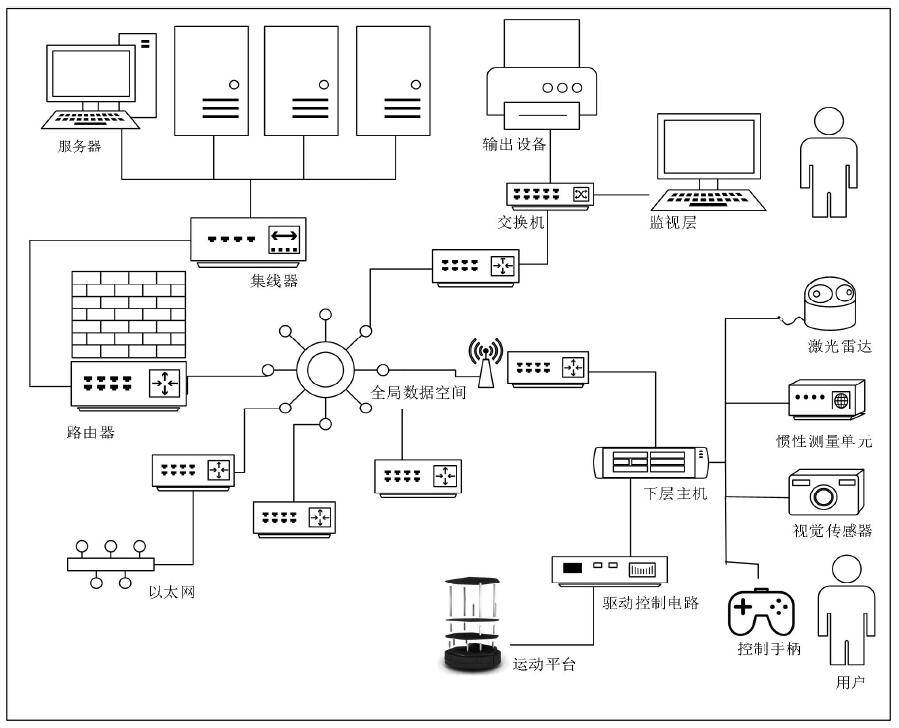 服务器
输出设备
交换机
监视层
集线器
激光雷达
全局数据空间
路由器
惯性测量单元
下层主机
视觉传感器
以太网
驱动控制电路
控制手柄
运动平台
用户